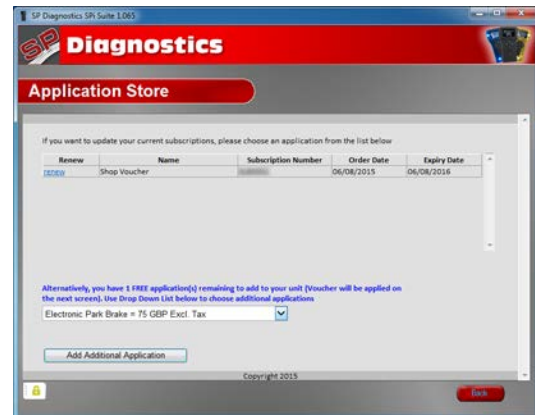 SP Diagnostics SPi Suite 1.065
SP Diagnostics
Application Store
If you want to update your current subscriptions, please choose an application from the list below
Renew Name Subscription Number Order Date Expiry Date
renew Shop Voucher 06/08/2015 06/08/2016
Alternatively, you have 1 FREE application(s) remaining to add to your unit (Voucher will be applied on
the next screen). Use Drop Down List below to choose additional applications
Electronic Park Brake = 75 GBP Excl. Tax
Add Additional Application
Copyright 2015
Back